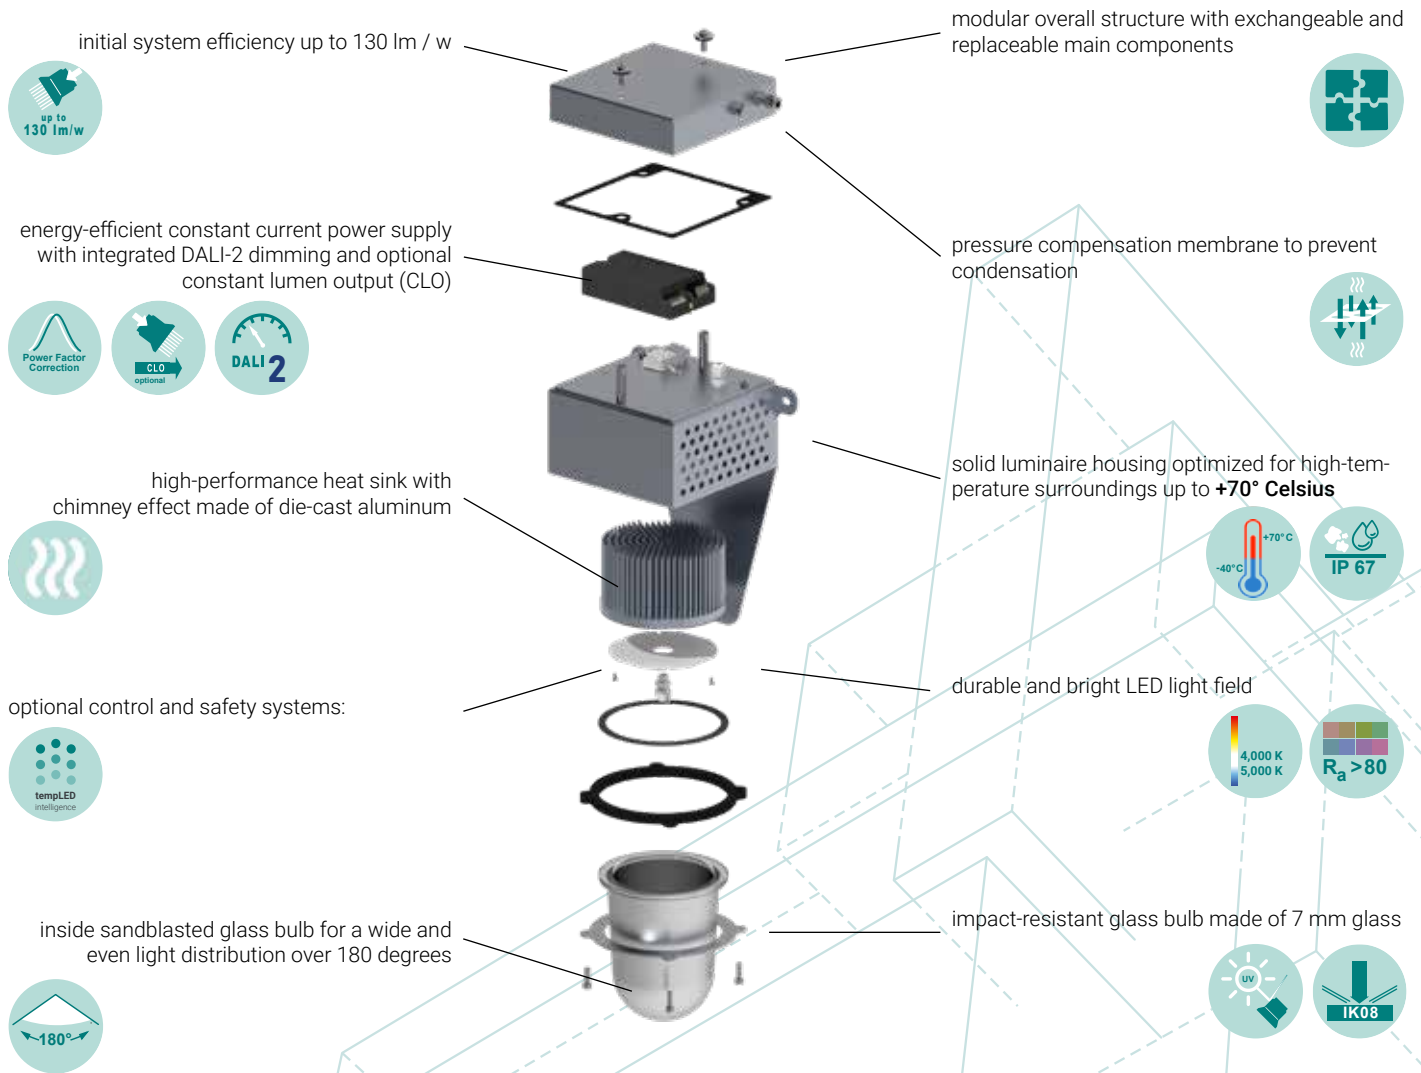 initial system efficiency up to 130 lm / w
up to
130 lm/w
modular overall structure with exchangeable and
replaceable main components
energy-efficient constant current power supply
with integrated DALI-2 dimming and optional
constant lumen output (CLO)
Power Factor
Correction
CLO
optional
DALI 2
pressure compensation membrane to prevent
condensation
high-performance heat sink with
chimney effect made of die-cast aluminum
solid luminaire housing optimized for high-tem-
perature surroundings up to +70° Celsius
+70°C
-40°C
IP 67
optional control and safety systems:
tempLED
intelligence
durable and bright LED light field
4,000 K
5,000 K
Ra >80
inside sandblasted glass bulb for a wide and
even light distribution over 180 degrees
180°
impact-resistant glass bulb made of 7 mm glass
UV
IK08